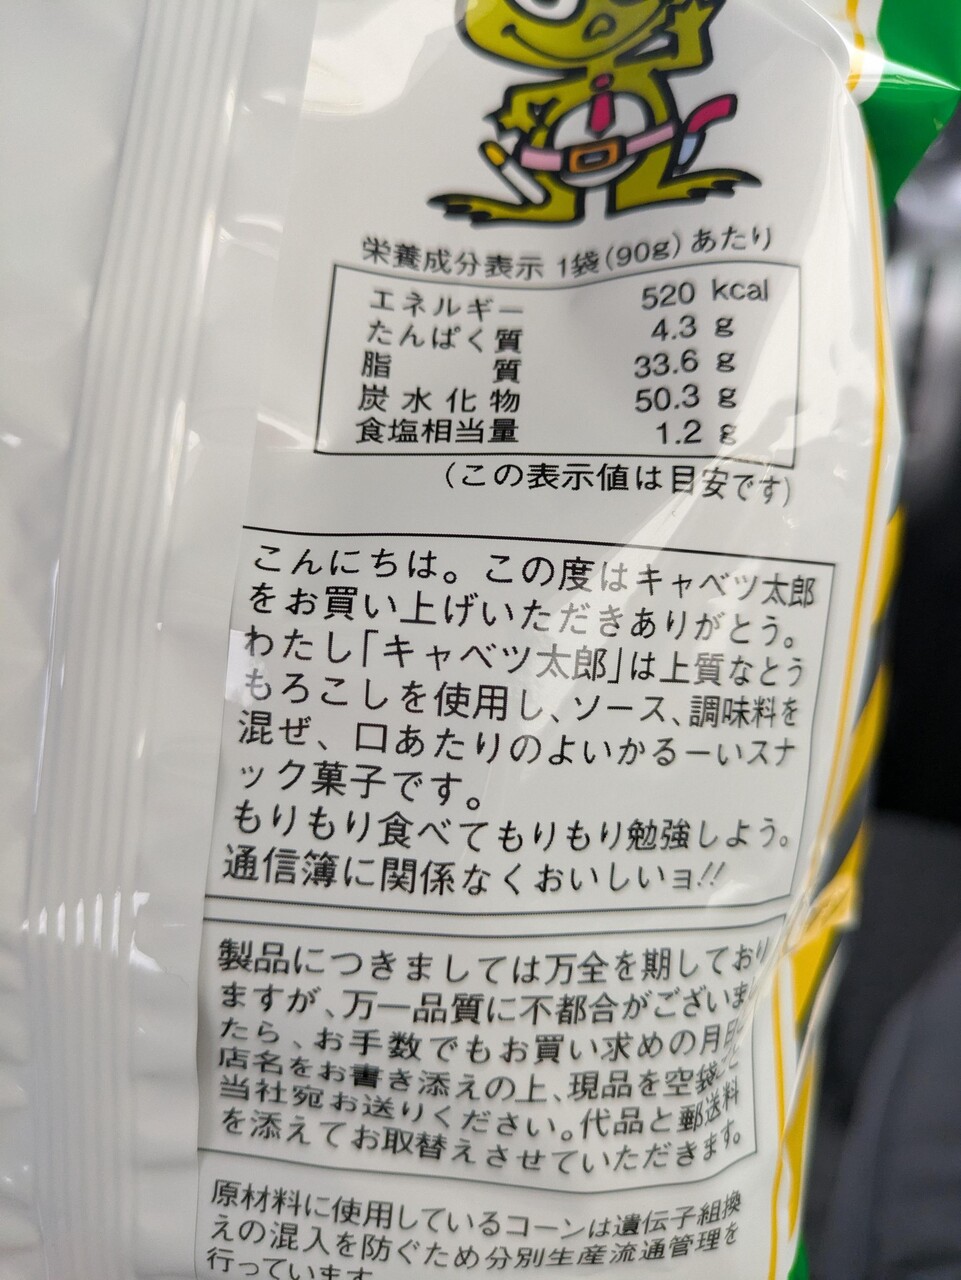 栄養成分表示 1袋(90g)あたり
エネルギー 520 kcal
たんぱく質 4.3 g
脂質 33.6 g
炭水化物 50.3 g
食塩相当量 1.2 g
(この表示値は目安です)
こんにちは。この度はキャベツ太郎
をお買い上げいただきありがとう。
わたし「キャベツ太郎」は上質なとう
もろこしを使用し、ソース、調味料を
混ぜ、口あたりのよいかるーいスナ
ック菓子です。
もりもり食べてもりもり勉強しよう。
通信簿に関係なくおいしいョ!!
製品につきましては万全を期しており
ますが、万一品質に不都合がございまし
たら、お手数でもお買い求めの月日と
店名をお書き添えの上、現品を空袋ごと
当社宛お送りください。代品と郵送料
を添えてお取替えさせていただきます。
原材料に使用しているコーンは遺伝子組換
えの混入を防ぐため分別生産流通管理を
行っています